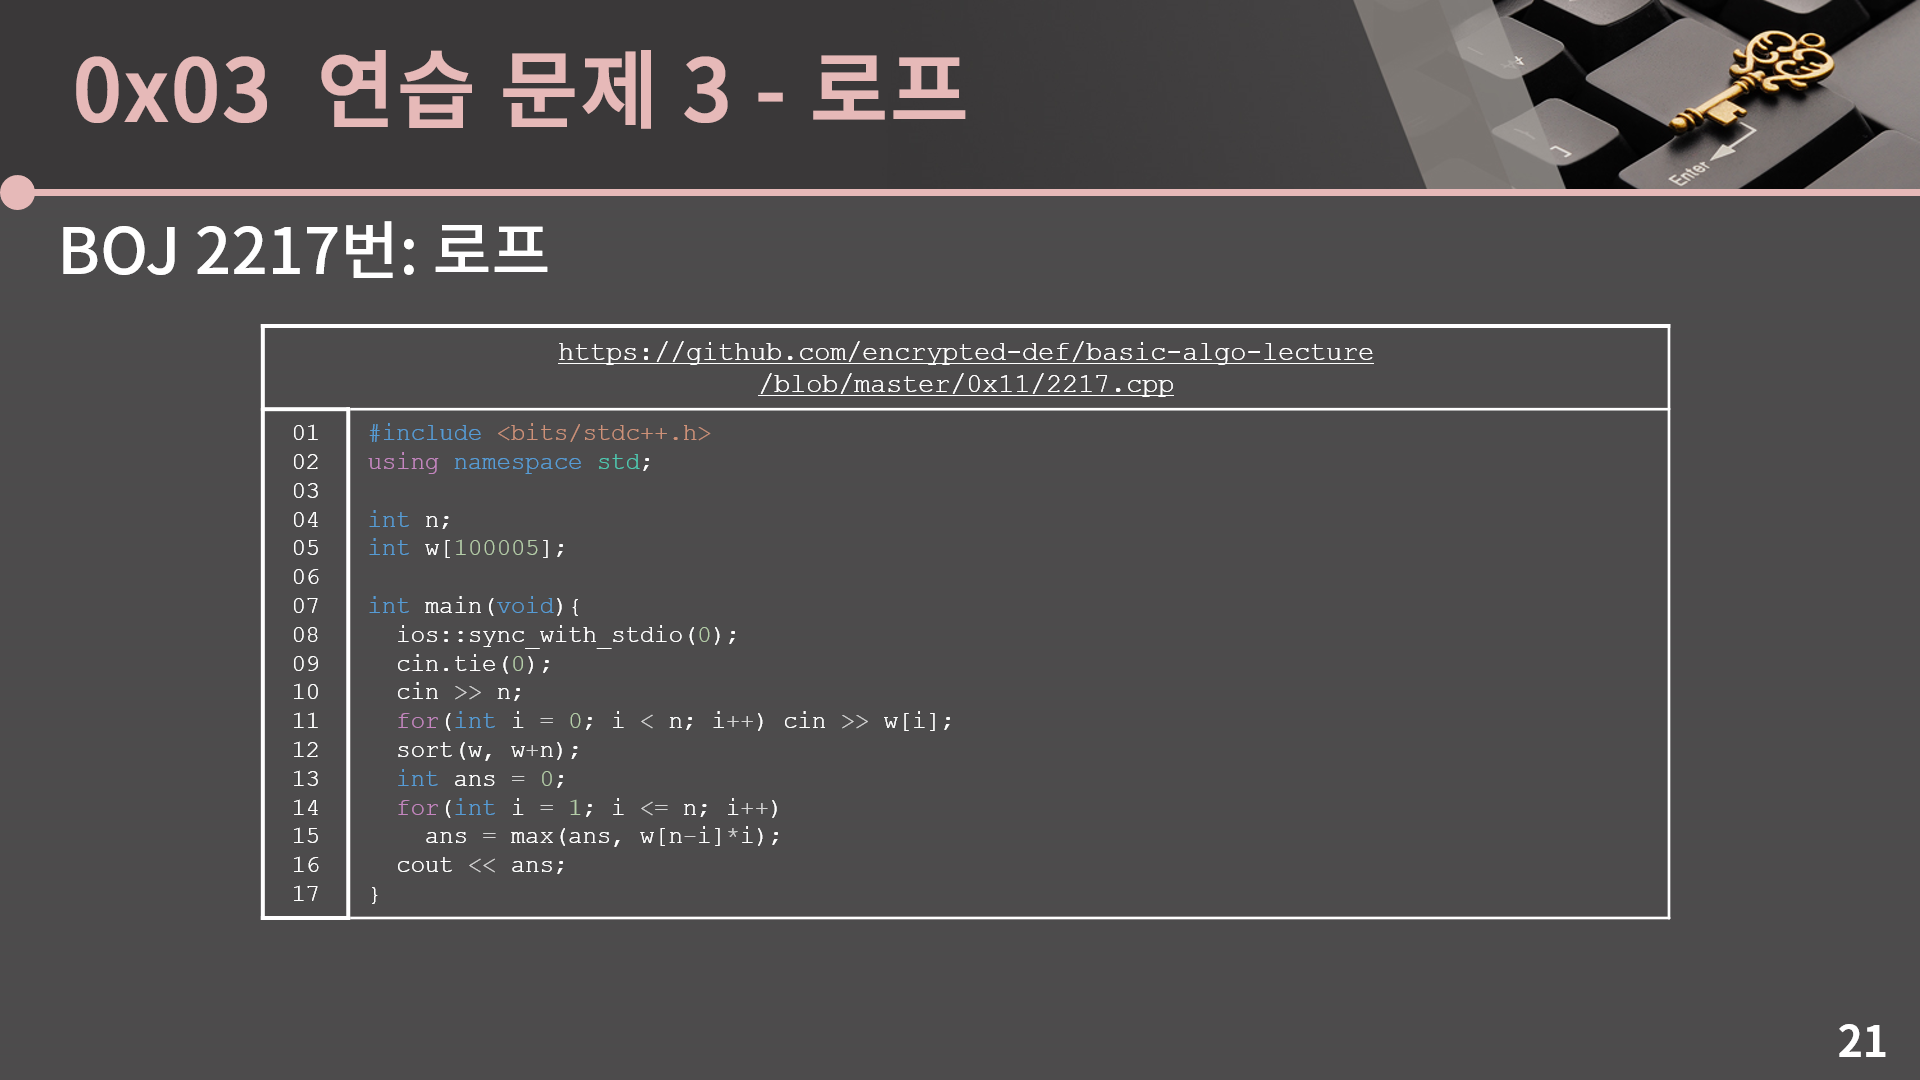 0x03 연습 문제 3 - 로프
Enter
BOJ 2217번: 로프
https://github.com/encrypted-def/basic-algo-lecture
/blob/master/0x11/2217.cpp
01 #include <bits/stdc++.h>
02 using namespace std;
03
04 int n;
05 int w[100005];
06
07 int main(void){
08   ios::sync_with_stdio(0);
09   cin.tie(0);
10   cin >> n;
11   for(int i = 0; i < n; i++) cin >> w[i];
12   sort(w, w+n);
13   int ans = 0;
14   for(int i = 1; i <= n; i++)
15     ans = max(ans, w[n-i]*i);
16   cout << ans;
17 }
21